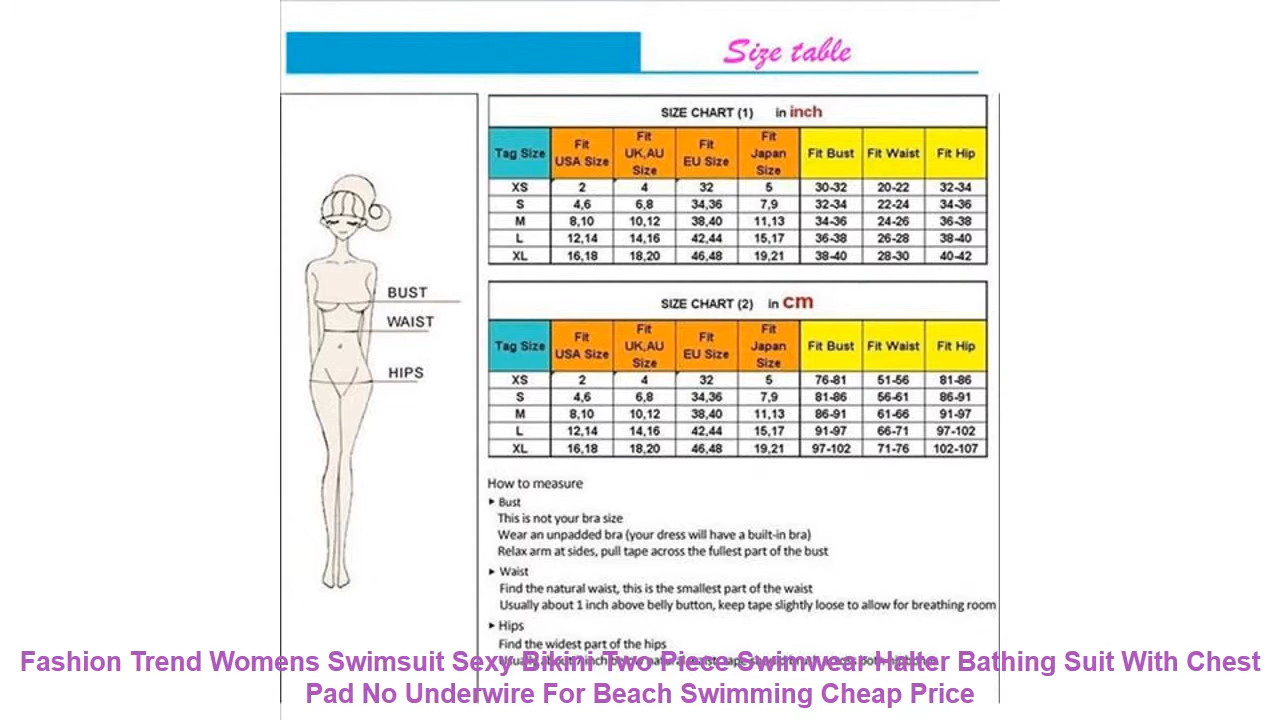 Size table
SIZE CHART (1) in inch
Tag Size Fit USA Size Fit UK,AU Size Fit EU Size Fit Japan Size Fit Bust Fit Waist Fit Hip
XS 2 4 32 5 30-32 20-22 32-34
S 4,6 6,8 34,36 7,9 32-34 22-24 34-36
M 8,10 10,12 38,40 11,13 34-36 24-26 36-38
L 12,14 14,16 42,44 15,17 36-38 26-28 38-40
XL 16,18 18,20 46,48 19,21 38-40 28-30 40-42
BUST
WAIST
HIPS
SIZE CHART (2) in cm
Tag Size Fit USA Size Fit UK,AU Size Fit EU Size Fit Japan Size Fit Bust Fit Waist Fit Hip
XS 2 4 32 5 76-81 51-56 81-86
S 4,6 6,8 34,36 7,9 81-86 56-61 86-91
M 8,10 10,12 38,40 11,13 86-91 61-66 91-97
L 12,14 14,16 42,44 15,17 91-97 66-71 97-102
XL 16,18 18,20 46,48 19,21 97-102 71-76 102-107
How to measure
Bust
This is not your bra size
Wear an unpadded bra (your dress will have a built-in bra)
Relax arm at sides, pull tape across the fullest part of the bust
Waist
Find the natural waist, this is the smallest part of the waist
Usually about 1 inch above belly button, keep tape slightly loose to allow for breathing room
Hips
Find the widest part of the hips
Fashion Trend Womens Swimsuit Sexy Bikini Two-Piece Swimwear Halter Bathing Suit With Chest
Pad No Underwire For Beach Swimming Cheap Price